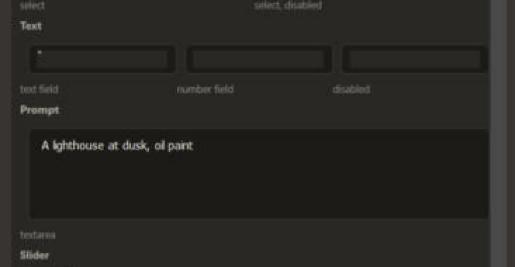 select select, disabled
Text
text field number field disabled
Prompt
A lighthouse at dusk, oil paint
textarea
Slider